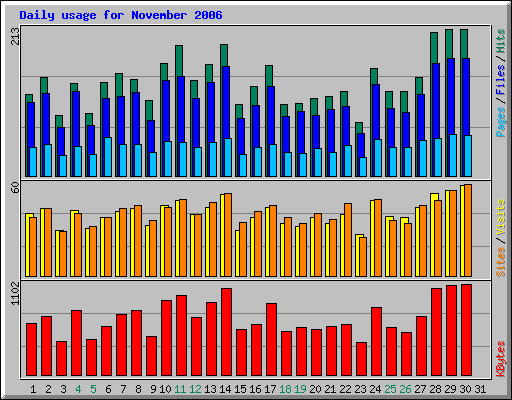 Daily usage for November 2006
213
Pages / Files / Hits
60
Sites / Visits
1102
KBytes
1 2 3 4 5 6 7 8 9 10 11 12 13 14 15 16 17 18 19 20 21 22 23 24 25 26 27 28 29 30 31